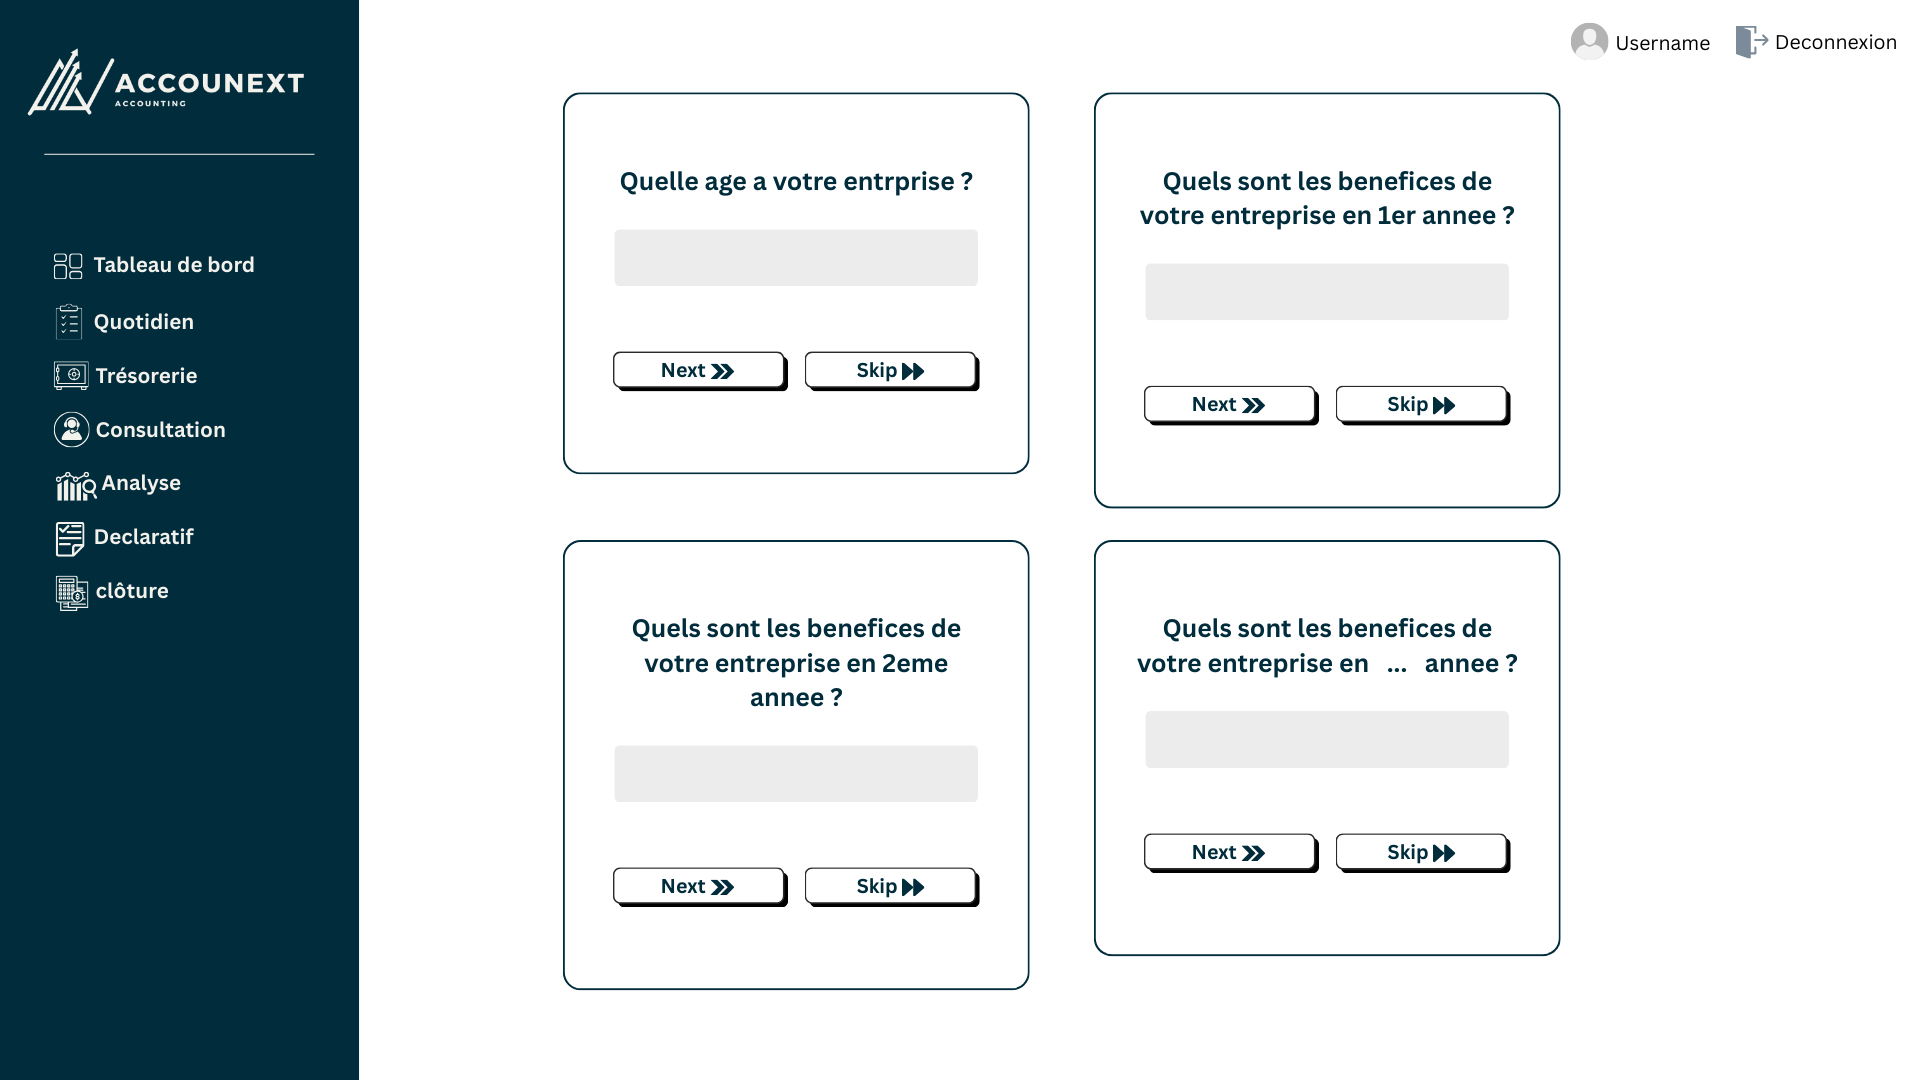 ACCOUNEXT
ACCOUNTING
Tableau de bord
Quotidien
Trésorerie
Consultation
Analyse
Declaratif
clôture
Username
Deconnexion
Quelle age a votre entrprise ?
Next
Skip
Quels sont les benefices de
votre entreprise en 1er annee ?
Next
Skip
Quels sont les benefices de
votre entreprise en 2eme
annee ?
Next
Skip
Quels sont les benefices de
votre entreprise en ... annee ?
Next
Skip